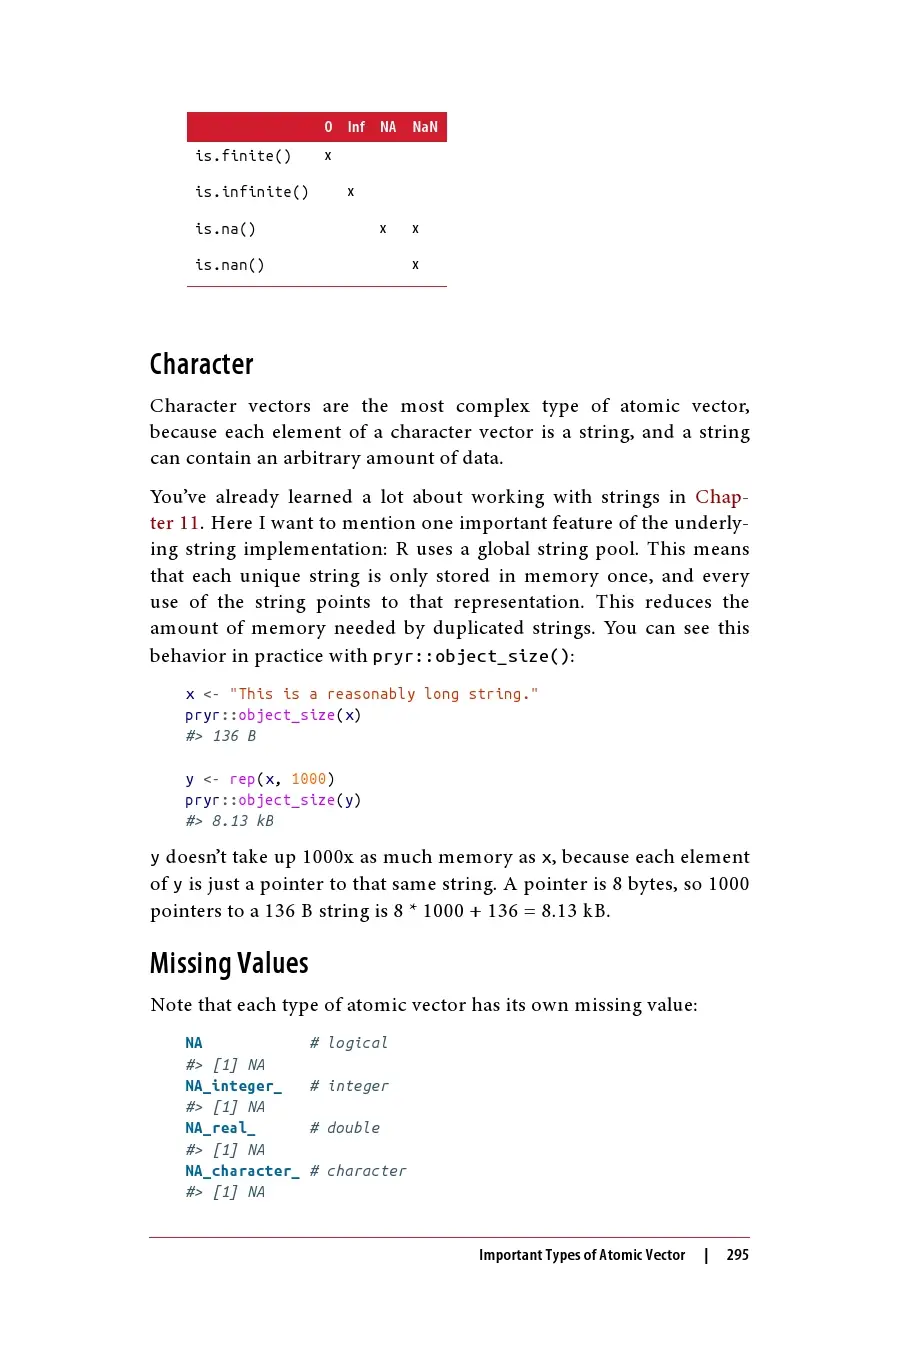 0 Inf NA NaN
is.finite() x
is.infinite() x
is.na() x x
is.nan() x
Character
Character vectors are the most complex type of atomic vector,
because each element of a character vector is a string, and a string
can contain an arbitrary amount of data.
You’ve already learned a lot about working with strings in Chap-
ter 11. Here I want to mention one important feature of the underly-
ing string implementation: R uses a global string pool. This means
that each unique string is only stored in memory once, and every
use of the string points to that representation. This reduces the
amount of memory needed by duplicated strings. You can see this
behavior in practice with pryr::object_size():
x <- "This is a reasonably long string."
pryr::object_size(x)
#> 136 B
y <- rep(x, 1000)
pryr::object_size(y)
#> 8.13 kB
y doesn’t take up 1000x as much memory as x, because each element
of y is just a pointer to that same string. A pointer is 8 bytes, so 1000
pointers to a 136 B string is 8 * 1000 + 136 = 8.13 kB.
Missing Values
Note that each type of atomic vector has its own missing value:
NA # logical
#> [1] NA
NA_integer_ # integer
#> [1] NA
NA_real_ # double
#> [1] NA
NA_character_ # character
#> [1] NA
Important Types of Atomic Vector | 295